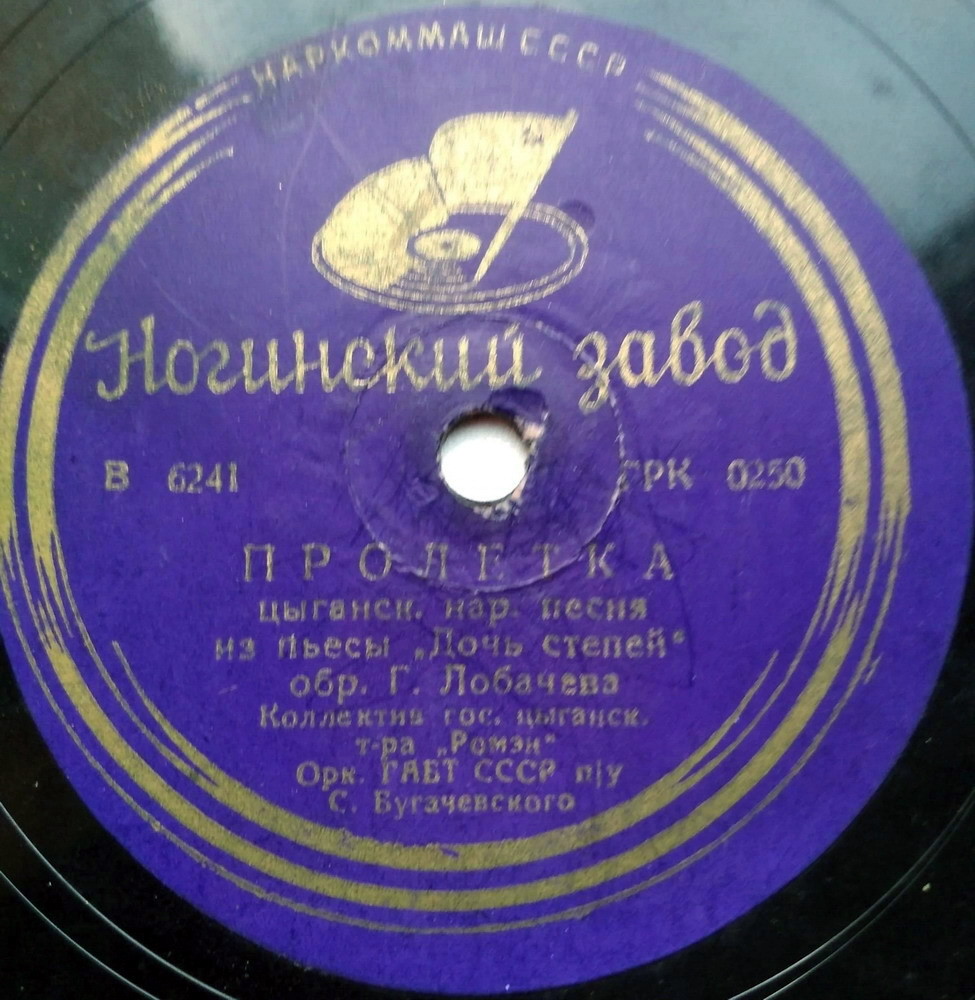 НАРКОММАШ СССР
Ногинский завод
В 6241 ГРК 0250
ПРОЛЕТКА
цыганск. нар. песня
из пьесы „Дочь степей“
обр. Г. Лобачева
Коллектив гос. цыганск.
т-ра „Ромэн“
Орк. ГАБТ СССР п/у
С. Бугачевского